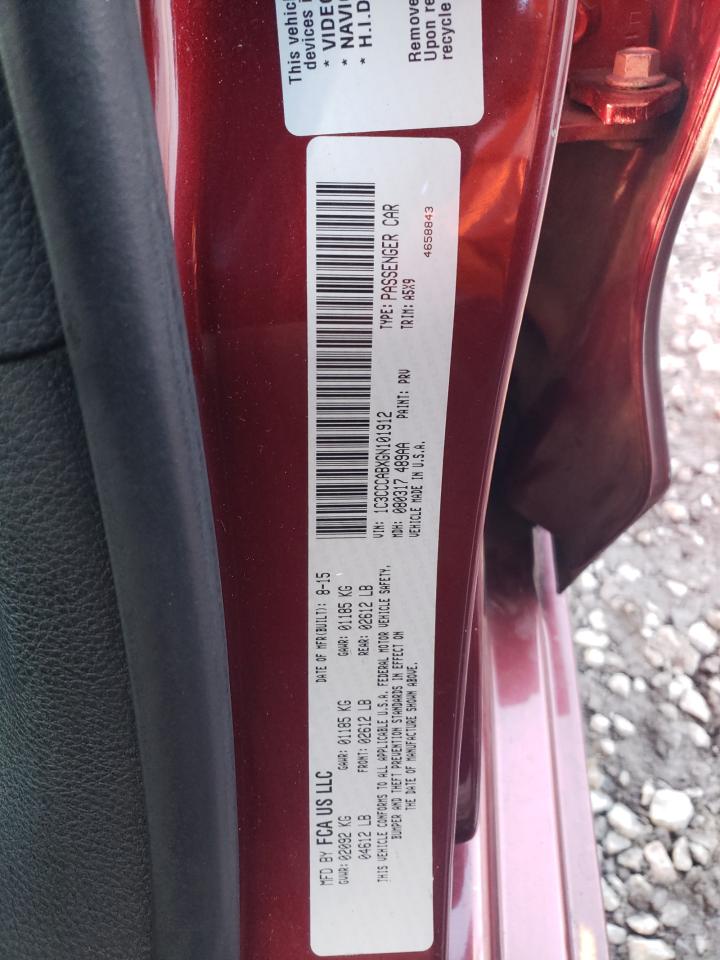 This vehic
devices i
* VIDEO
* NAVIG
* H.I.D
Remove
Upon re
recycle
MFD BY FCA US LLC
DATE OF MFR(BUILT): 8-15
GVWR: 02092 KG GAWR: 01185 KG GAWR: 01185 KG
04612 LB FRONT: 02612 LB REAR: 02612 LB
THIS VEHICLE CONFORMS TO ALL APPLICABLE U.S.A. FEDERAL MOTOR VEHICLE SAFETY,
BUMPER AND THEFT PREVENTION STANDARDS IN EFFECT ON
THE DATE OF MANUFACTURE SHOWN ABOVE.
VIN: 1C3CCCABXGN101912 TYPE: PASSENGER CAR
MDH: 080317 489AA PAINT: PRV TRIM: A5X9
VEHICLE MADE IN U.S.A.
4658843